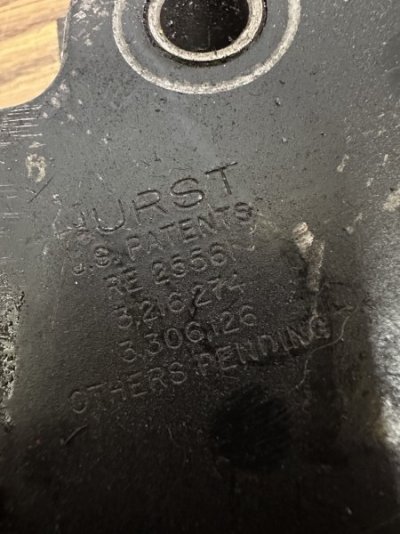 HURST
U.S. PATENTS
RE 25561
3,216,274
3,306,126
OTHERS PENDING